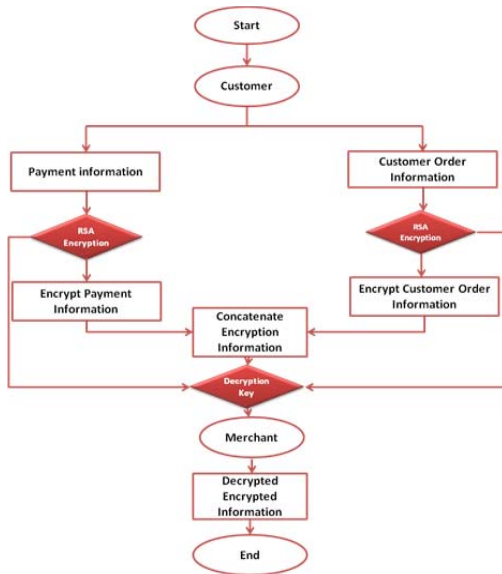 Start
Customer
Payment information
Customer Order
Information
RSA
Encryption
RSA
Encryption
Encrypt Payment
Information
Encrypt Customer Order
Information
Concatenate
Encryption
Information
Decryption
Key
Merchant
Decrypted
Encrypted
Information
End